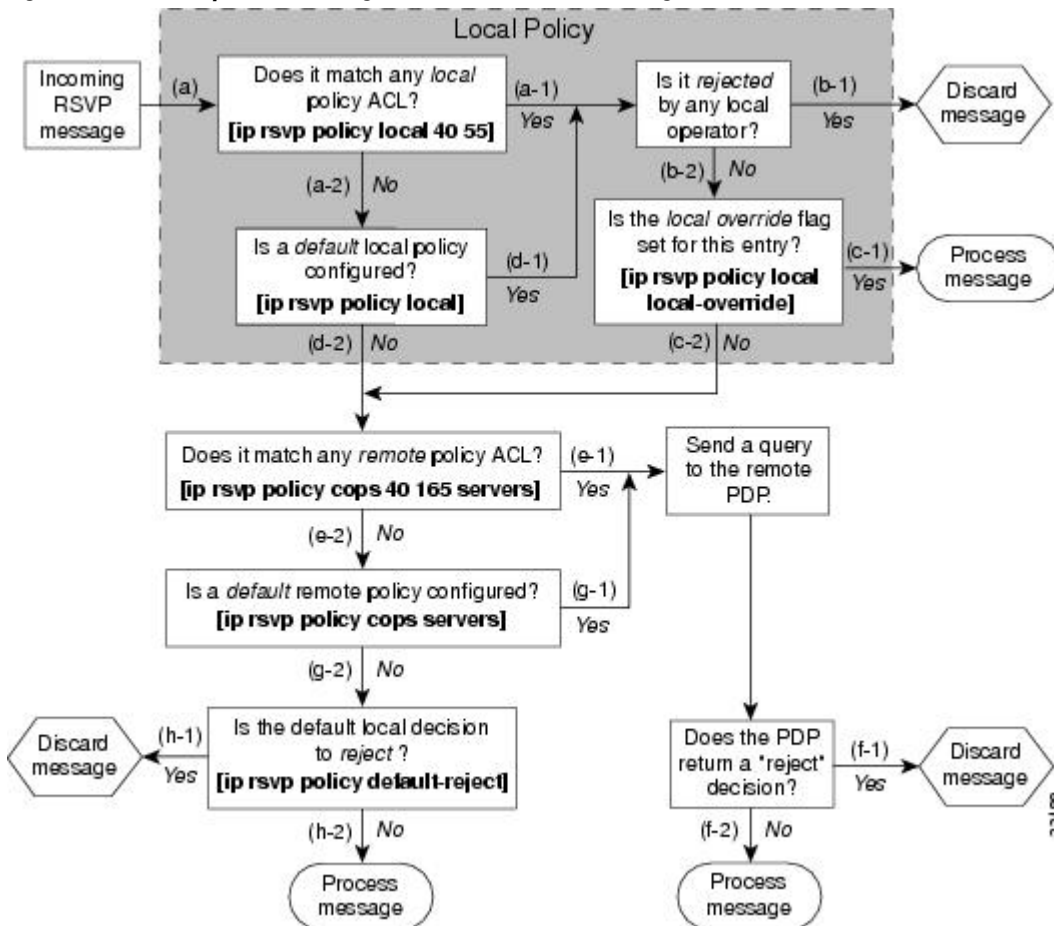 Local Policy
Incoming
RSVP
message
(a)
Does it match any local
policy ACL?
[ip rsvp policy local 40 55]
(a-1)
Yes
Is it rejected
by any local
operator?
(b-1)
Yes
Discard
message
(a-2) No
(b-2) No
Is a default local policy
configured?
[ip rsvp policy local]
(d-1)
Yes
Is the local override flag
set for this entry?
[ip rsvp policy local
local-override]
(c-1)
Yes
Process
message
(d-2) No
(c-2) No
Does it match any remote policy ACL?
[ip rsvp policy cops 40 165 servers]
(e-1)
Yes
Send a query
to the remote
PDP.
(e-2) No
Is a default remote policy configured?
[ip rsvp policy cops servers]
(g-1)
Yes
(g-2) No
Discard
message
(h-1)
Yes
Is the default local decision
to reject ?
[ip rsvp policy default-reject]
Does the PDP
return a "reject"
decision?
(f-1)
Yes
Discard
message
(h-2) No
(f-2) No
Process
message
Process
message